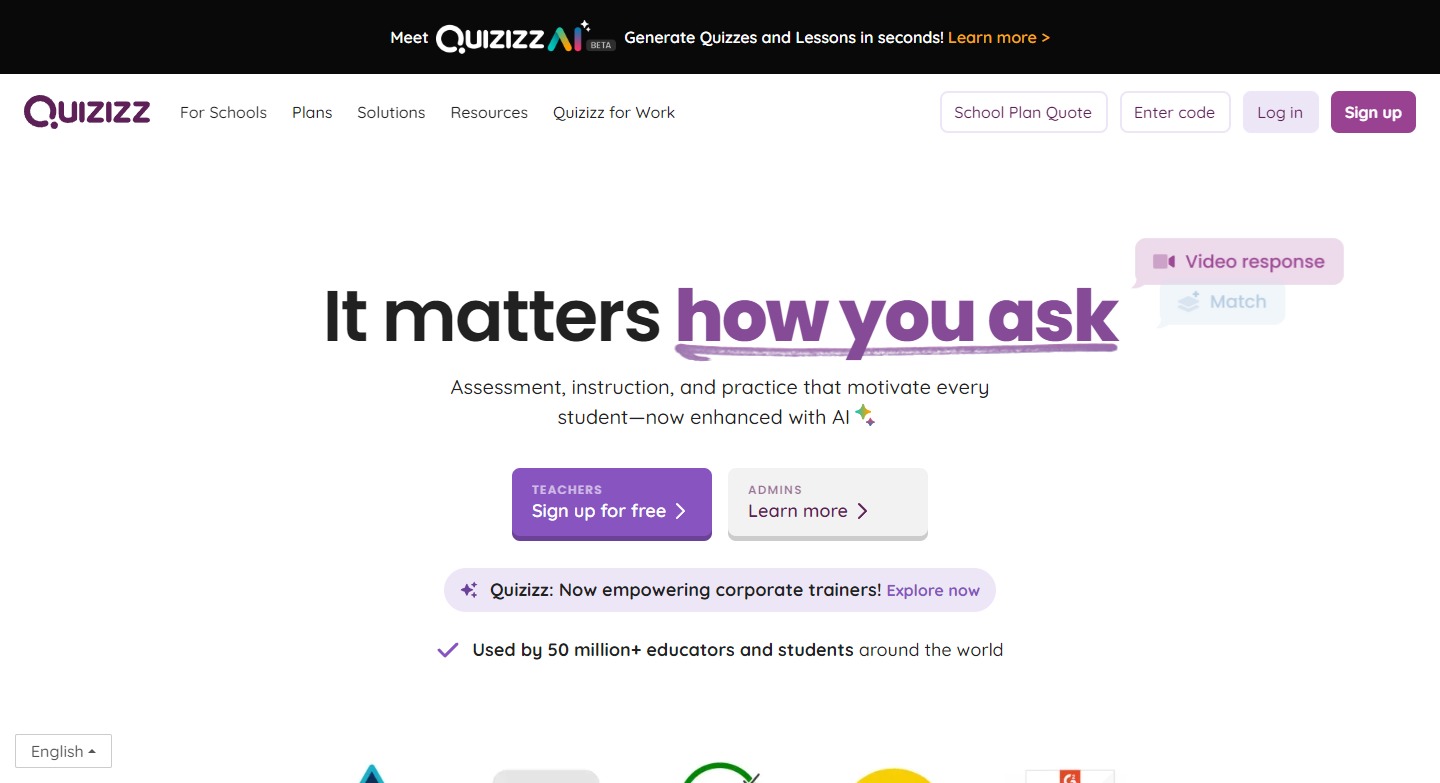 Meet QUIZIZZ AI BETA Generate Quizzes and Lessons in seconds! Learn more >
QUIZIZZ For Schools Plans Solutions Resources Quizizz for Work School Plan Quote Enter code Log in Sign up
Video response
Match
It matters how you ask
Assessment, instruction, and practice that motivate every
student—now enhanced with AI
TEACHERS
Sign up for free
ADMINS
Learn more
Quizizz: Now empowering corporate trainers! Explore now
Used by 50 million+ educators and students around the world
English